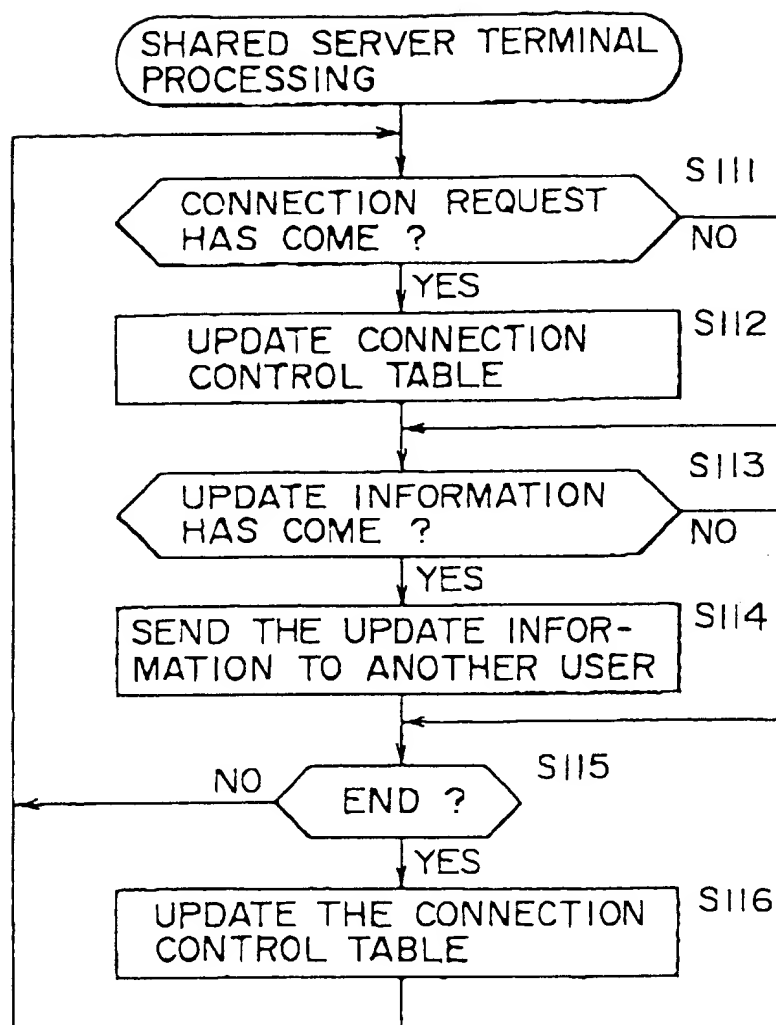 SHARED SERVER TERMINAL
PROCESSING
S111
CONNECTION REQUEST
HAS COME ?
NO
YES
S112
UPDATE CONNECTION
CONTROL TABLE
S113
UPDATE INFORMATION
HAS COME ?
NO
YES
S114
SEND THE UPDATE INFOR-
MATION TO ANOTHER USER
S115
NO
END ?
YES
S116
UPDATE THE CONNECTION
CONTROL TABLE